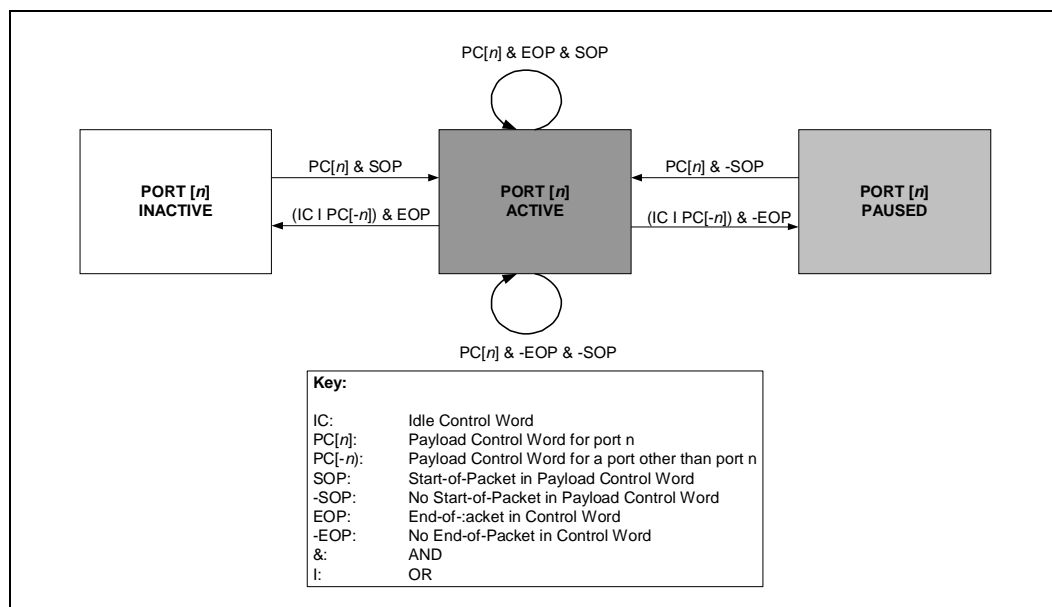 PC[n] & EOP & SOP
PORT [n]
INACTIVE
PC[n] & SOP
(IC I PC[-n]) & EOP
PORT [n]
ACTIVE
PC[n] & -SOP
(IC I PC[-n]) & -EOP
PORT [n]
PAUSED
PC[n] & -EOP & -SOP
Key:
IC: Idle Control Word
PC[n]: Payload Control Word for port n
PC[-n): Payload Control Word for a port other than port n
SOP: Start-of-Packet in Payload Control Word
-SOP: No Start-of-Packet in Payload Control Word
EOP: End-of-:acket in Control Word
-EOP: No End-of-Packet in Control Word
&: AND
I: OR